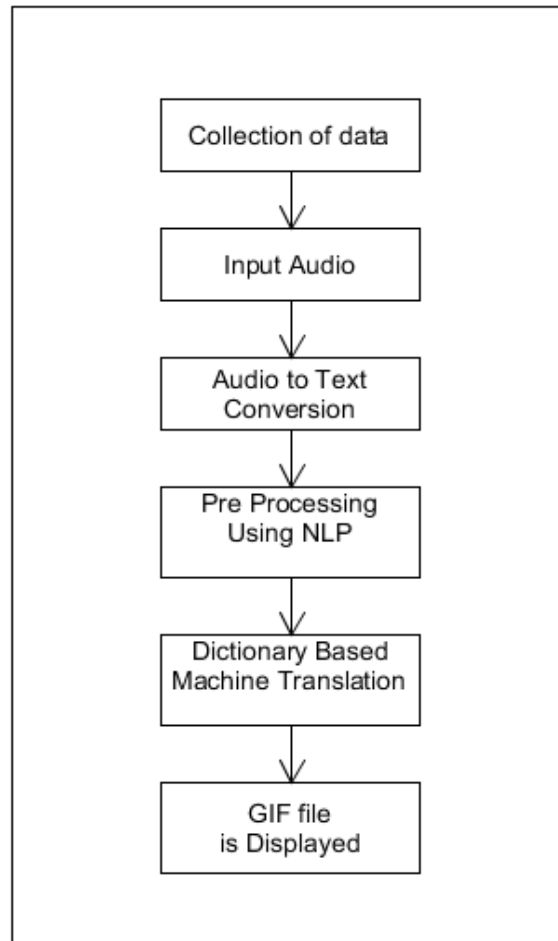 Collection of data
Input Audio
Audio to Text
Conversion
Pre Processing
Using NLP
Dictionary Based
Machine Translation
GIF file
is Displayed